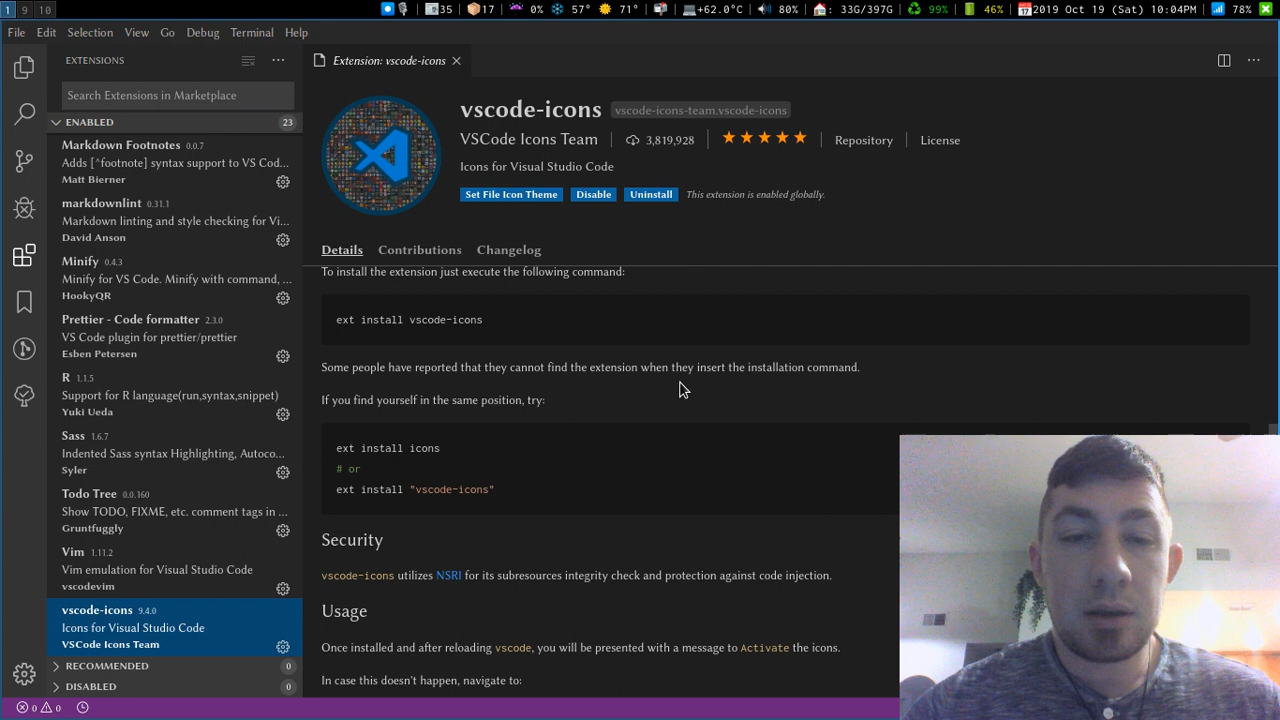 1 9 10
35 17 0% 57° 71° +62.0°C 80% : 33G/397G 99% 46% 2019 Oct 19 (Sat) 10:04PM 78%
File Edit Selection View Go Debug Terminal Help
EXTENSIONS
Search Extensions in Marketplace
ENABLED 23
Markdown Footnotes 0.0.7
Adds [^footnote] syntax support to VS Cod...
Matt Bierner
markdownlint 0.31.1
Markdown linting and style checking for Vi...
David Anson
Minify 0.4.3
Minify for VS Code. Minify with command, ...
HookyQR
Prettier - Code formatter 2.3.0
VS Code plugin for prettier/prettier
Esben Petersen
R 1.1.5
Support for R language(run,syntax,snippet)
Yuki Ueda
Sass 1.6.7
Indented Sass syntax Highlighting, Autoco...
Syler
Todo Tree 0.0.160
Show TODO, FIXME, etc. comment tags in ...
Gruntfuggly
Vim 1.11.2
Vim emulation for Visual Studio Code
vscodevim
vscode-icons 9.4.0
Icons for Visual Studio Code
VSCode Icons Team
RECOMMENDED 0
DISABLED 0
0 0
Extension: vscode-icons
vscode-icons vscode-icons-team.vscode-icons
VSCode Icons Team 3,819,928 Repository License
Icons for Visual Studio Code
Set File Icon Theme Disable Uninstall This extension is enabled globally.
Details Contributions Changelog
To install the extension just execute the following command:
ext install vscode-icons
Some people have reported that they cannot find the extension when they insert the installation command.
If you find yourself in the same position, try:
ext install icons
# or
ext install "vscode-icons"
Security
vscode-icons utilizes NSRI for its subresources integrity check and protection against code injection.
Usage
Once installed and after reloading vscode, you will be presented with a message to Activate the icons.
In case this doesn't happen, navigate to: